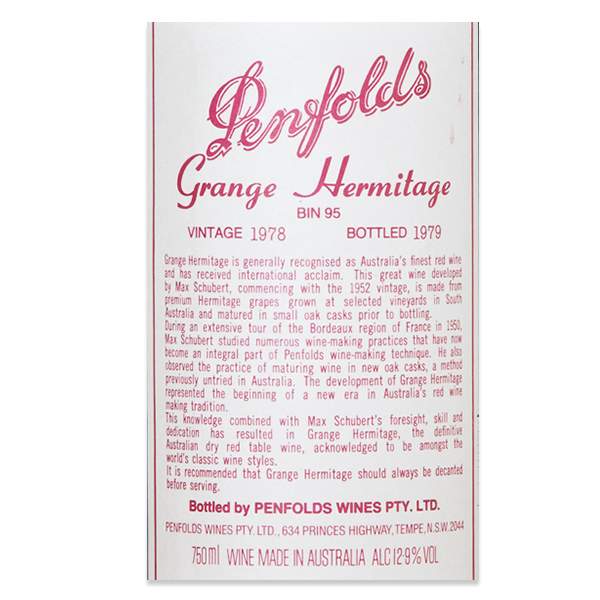 Penfolds
Grange Hermitage
BIN 95
VINTAGE 1978 BOTTLED 1979
Grange Hermitage is generally recognised as Australia's finest red wine
and has received international acclaim. This great wine developed
by Max Schubert, commencing with the 1952 vintage, is made from
premium Hermitage grapes grown at selected vineyards in South
Australia and matured in small oak casks prior to bottling.
During an extensive tour of the Bordeaux region of France in 1950,
Max Schubert studied numerous wine-making practices that have now
become an integral part of Penfolds wine-making technique. He also
observed the practice of maturing wine in new oak casks, a method
previously untried in Australia. The development of Grange Hermitage
represented the beginning of a new era in Australia's red wine
making tradition.
This knowledge combined with Max Schubert's foresight, skill and
dedication has resulted in Grange Hermitage, the definitive
Australian dry red table wine, acknowledged to be amongst the
world's classic wine styles.
It is recommended that Grange Hermitage should always be decanted
before serving.
Bottled by PENFOLDS WINES PTY. LTD.
PENFOLDS WINES PTY. LTD., 634 PRINCES HIGHWAY, TEMPE, N.S.W. 2044
750ml WINE MADE IN AUSTRALIA ALC 12·9% VOL